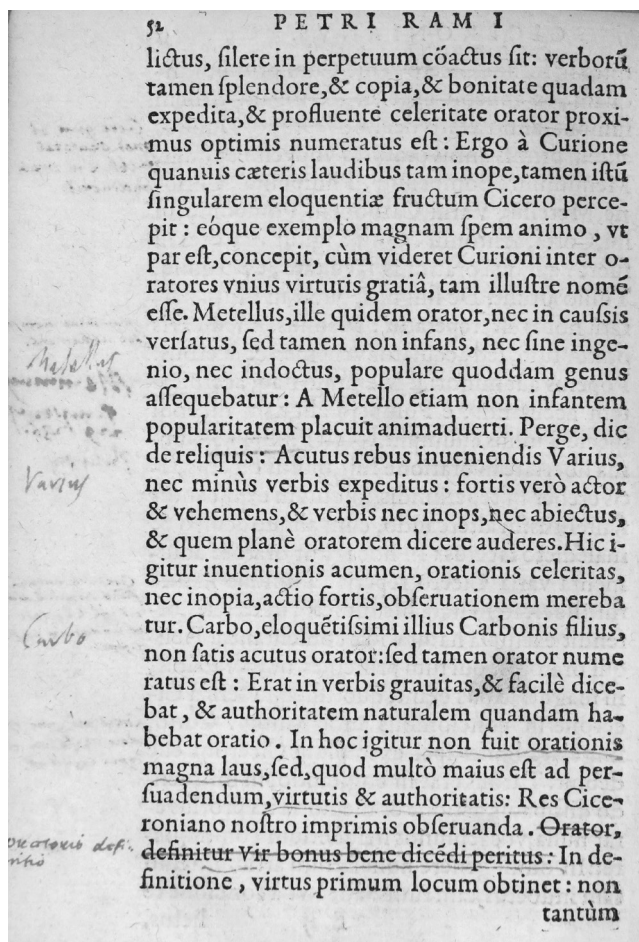 52 PETRI RAMI
lictus, ſilere in perpetuum cóactus ſit: verborũ
tamen ſplendore,& copia,& bonitate quadam
expedita,& profluente celeritate orator proxi-
mus optimis numeratus eſt : Ergo à Curione
quanuis cæteris laudibus tam inope,tamen iſtũ
ſingularem eloquentiæ fructum Cicero perce-
pit : eóque exemplo magnam ſpem animo , vt
par eſt,concepit, cùm videret Curioni inter o-
ratores vnius virtutis gratiâ, tam illuſtre nomẽ
eſſe. Metellus,ille quidem orator,nec in cauſsis
verſatus, ſed tamen non infans, nec ſine inge-
nio, nec indoctus, populare quoddam genus
aſſequebatur : A Metello etiam non infantem
popularitatem placuit animaduerti. Perge, dic
de reliquis : Acutus rebus inueniendis Varius,
nec minùs verbis expeditus : fortis verò actor
& vehemens,& verbis nec inops,nec abiectus,
& quem planè oratorem dicere auderes.Hic i-
gitur inuentionis acumen, orationis celeritas,
nec inopia,actio fortis,obſeruationem mereba
tur. Carbo,eloquẽtiſsimi illius Carbonis filius,
non ſatis acutus orator:ſed tamen orator nume
ratus eſt : Erat in verbis grauitas,& facilè dice-
bat , & authoritatem naturalem quandam ha-
bebat oratio . In hoc igitur non fuit orationis
magna laus,ſed,quod multò maius eſt ad per-
ſuadendum,virtutis & authoritatis: Res Cice-
roniano noſtro imprimis obſeruanda . Orator,
definitur Vir bonus bene dicẽdi peritus : In de-
finitione , virtus primum locum obtinet : non
tantùm
Metellus
Varius
Carbo
oratoris defi-
nitio